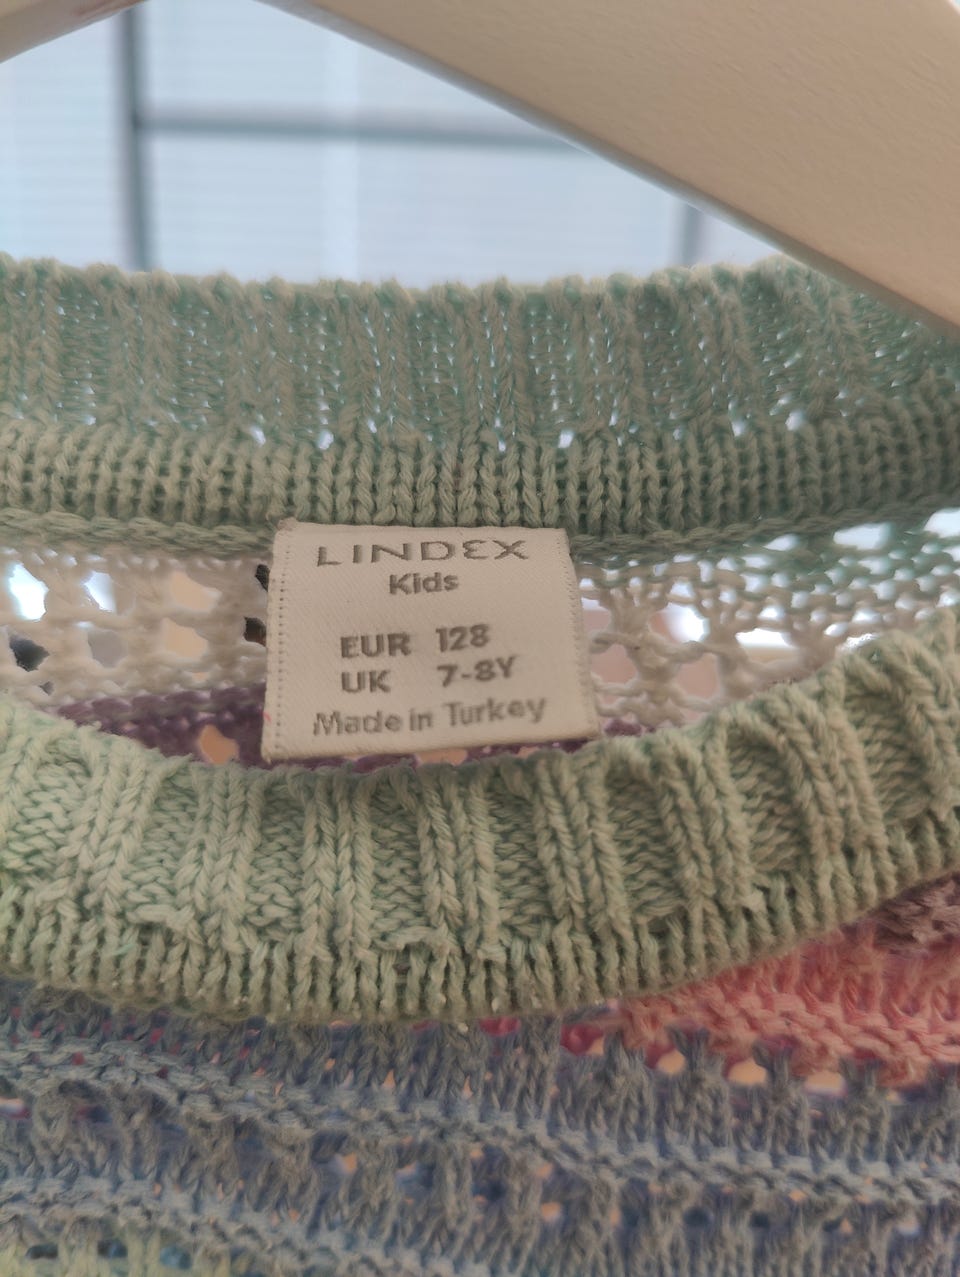 LINDEX
Kids
EUR 128
UK 7-8Y
Made in Turkey